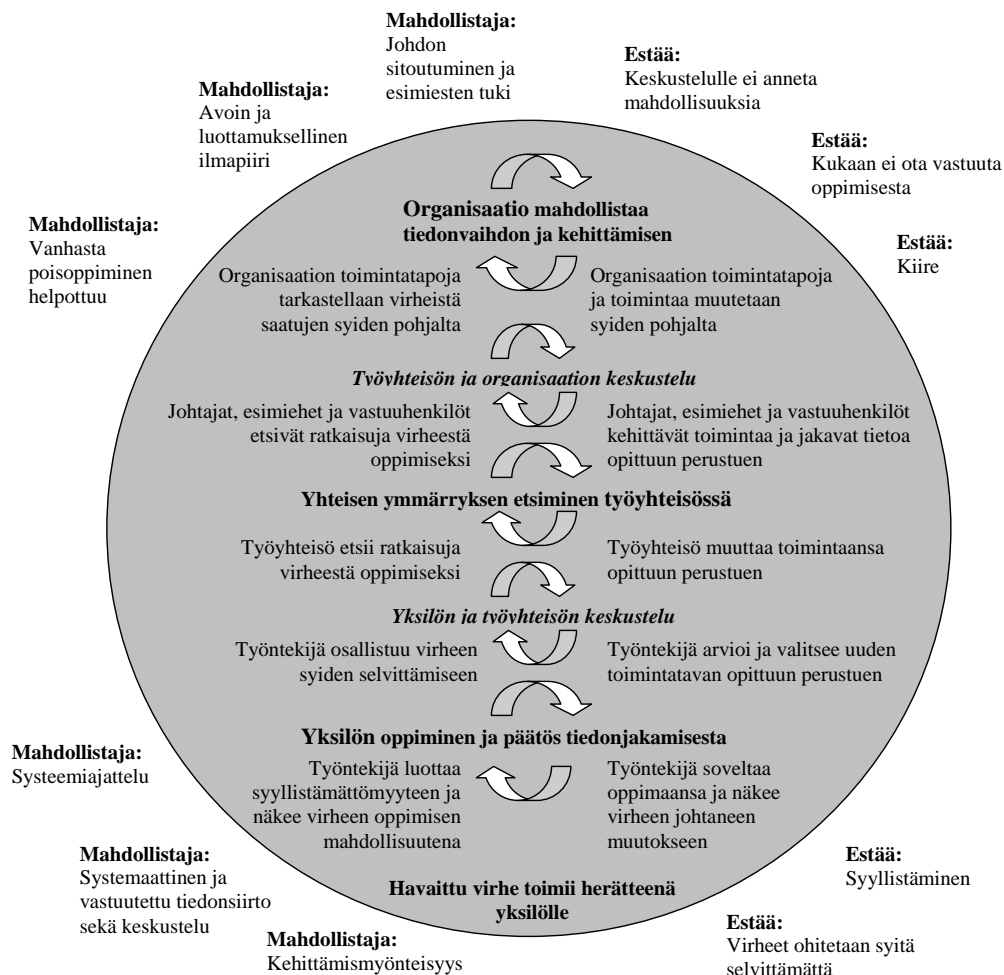 Mahdollistaja:
Johdon
sitoutuminen ja
esimiesten tuki
Estää:
Keskustelulle ei anneta
mahdollisuuksia
Mahdollistaja:
Avoin ja
luottamuksellinen
ilmapiiri
Estää:
Kukaan ei ota vastuuta
oppimisesta
Mahdollistaja:
Vanhasta
poisoppiminen
helpottuu
Estää:
Kiire
Organisaatio mahdollistaa
tiedonvaihdon ja kehittämisen
Organisaation toimintatapoja
tarkastellaan virheistä
saatujen syiden pohjalta
Organisaation toimintatapoja
ja toimintaa muutetaan
syiden pohjalta
Työyhteisön ja organisaation keskustelu
Johtajat, esimiehet ja vastuuhenkilöt
etsivät ratkaisuja virheestä
oppimiseksi
Johtajat, esimiehet ja vastuuhenkilöt
kehittävät toimintaa ja jakavat tietoa
opittuun perustuen
Yhteisen ymmärryksen etsiminen työyhteisössä
Työyhteisö etsii ratkaisuja
virheestä oppimiseksi
Työyhteisö muuttaa toimintaansa
opittuun perustuen
Yksilön ja työyhteisön keskustelu
Työntekijä osallistuu virheen
syiden selvittämiseen
Työntekijä arvioi ja valitsee uuden
toimintatavan opittuun perustuen
Yksilön oppiminen ja päätös tiedonjakamisesta
Työntekijä luottaa
syyllistämättömyyteen ja
näkee virheen oppimisen
mahdollisuutena
Työntekijä soveltaa
oppimaansa ja näkee
virheen johtaneen
muutokseen
Havaittu virhe toimii herätteenä
yksilölle
Mahdollistaja:
Systeemiajattelu
Mahdollistaja:
Systemaattinen ja
vastuutettu tiedonsiirto
sekä keskustelu
Mahdollistaja:
Kehittämismyönteisyys
Estää:
Syyllistäminen
Estää:
Virheet ohitetaan syitä
selvittämättä